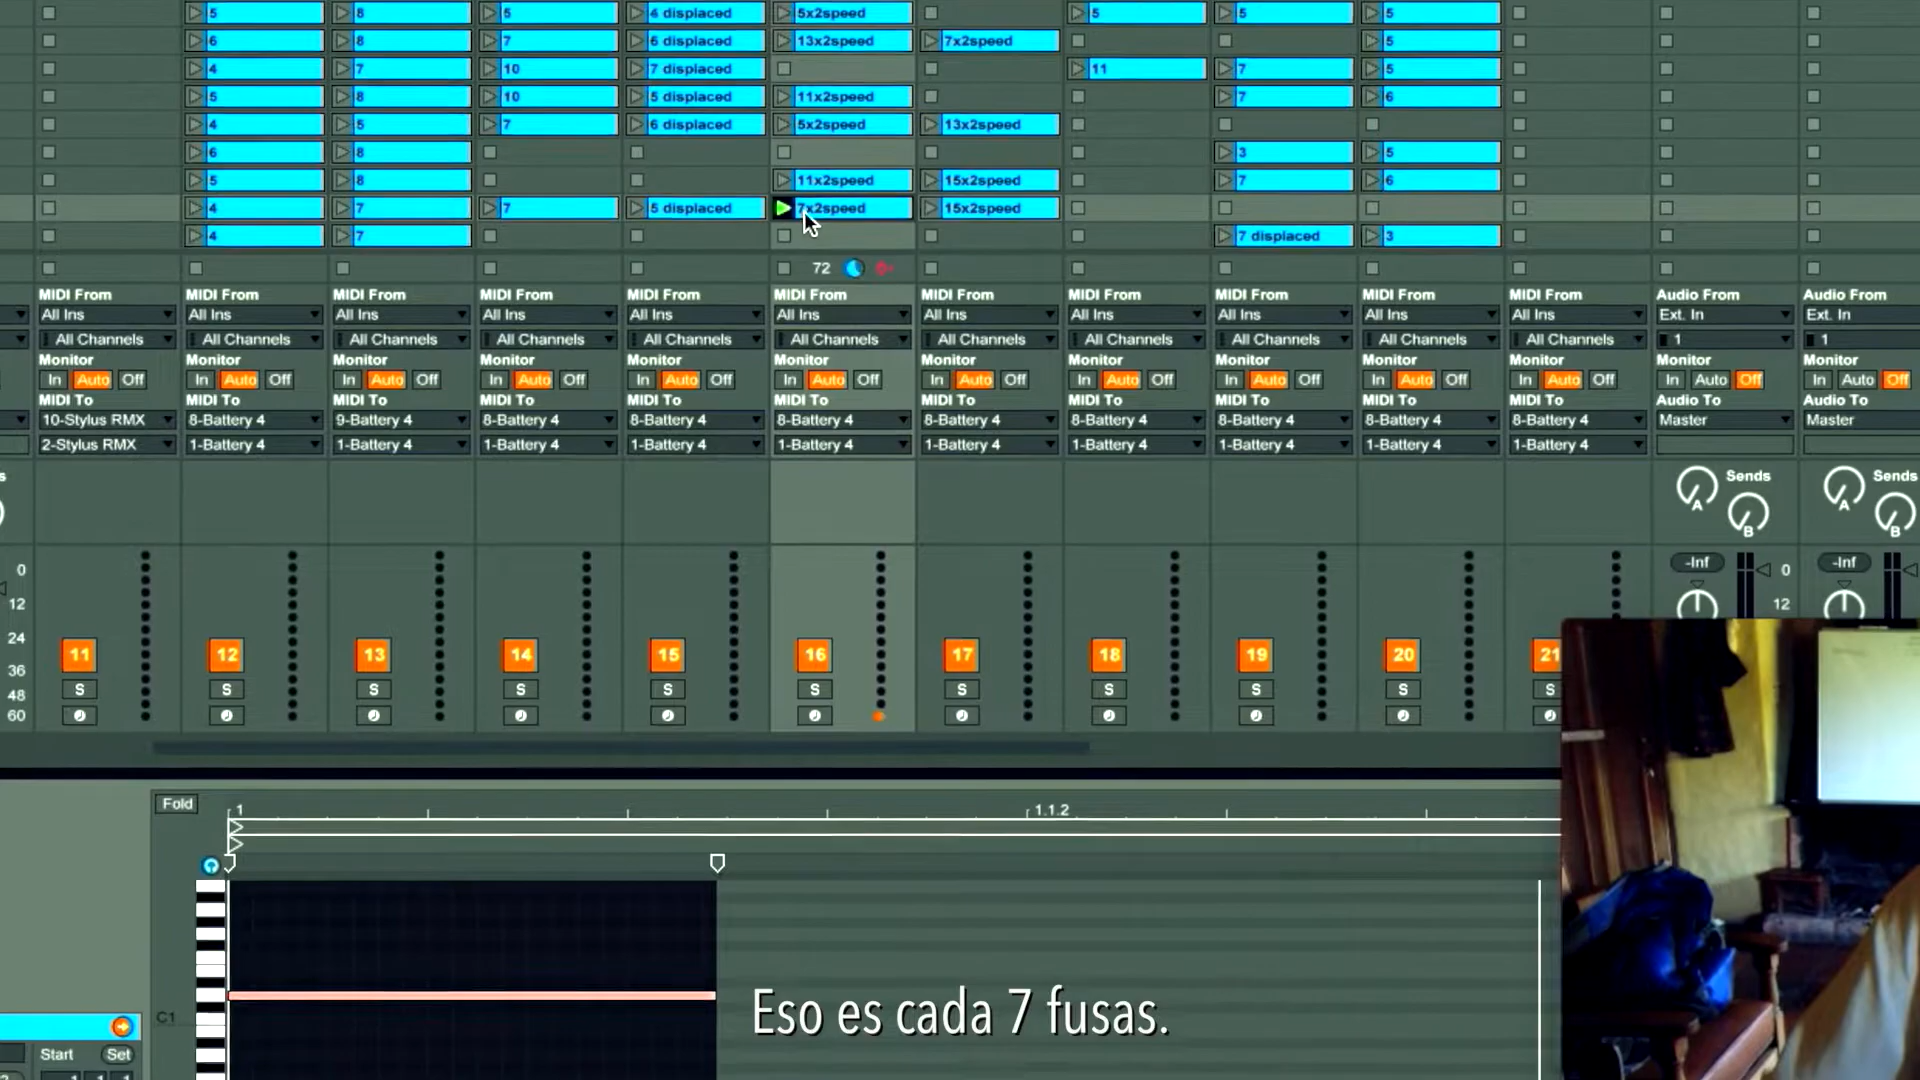 5 8 5 4 displaced 5x2speed 5 5 5
6 8 7 6 displaced 13x2speed 7x2speed 5
4 7 10 7 displaced 11 7 5
5 8 10 5 displaced 11x2speed 7 6
4 5 7 6 displaced 5x2speed 13x2speed
6 8 3 5
5 8 11x2speed 15x2speed 7 6
4 7 7 5 displaced 7x2speed 15x2speed
4 7 7 displaced 3
72
MIDI From MIDI From MIDI From MIDI From MIDI From MIDI From MIDI From MIDI From MIDI From MIDI From MIDI From Audio From Audio From
All Ins All Ins All Ins All Ins All Ins All Ins All Ins All Ins All Ins All Ins All Ins Ext. In Ext. In
All Channels All Channels All Channels All Channels All Channels All Channels All Channels All Channels All Channels All Channels All Channels 1 1
Monitor Monitor Monitor Monitor Monitor Monitor Monitor Monitor Monitor Monitor Monitor Monitor Monitor
In Auto Off In Auto Off In Auto Off In Auto Off In Auto Off In Auto Off In Auto Off In Auto Off In Auto Off In Auto Off In Auto Off In Auto Off In Auto Off
MIDI To MIDI To MIDI To MIDI To MIDI To MIDI To MIDI To MIDI To MIDI To MIDI To MIDI To Audio To Audio To
10-Stylus RMX 8-Battery 4 9-Battery 4 8-Battery 4 8-Battery 4 8-Battery 4 8-Battery 4 8-Battery 4 8-Battery 4 8-Battery 4 8-Battery 4 Master Master
2-Stylus RMX 1-Battery 4 1-Battery 4 1-Battery 4 1-Battery 4 1-Battery 4 1-Battery 4 1-Battery 4 1-Battery 4 1-Battery 4 1-Battery 4
s Sends Sends
A A
B B
0 -Inf 0 -Inf
12 12
24
36
48
60
11 12 13 14 15 16 17 18 19 20 21
S S S S S S S S S S S
Fold 1 1.1.2
C1
Eso es cada 7 fusas.
Start Set
1 1 1